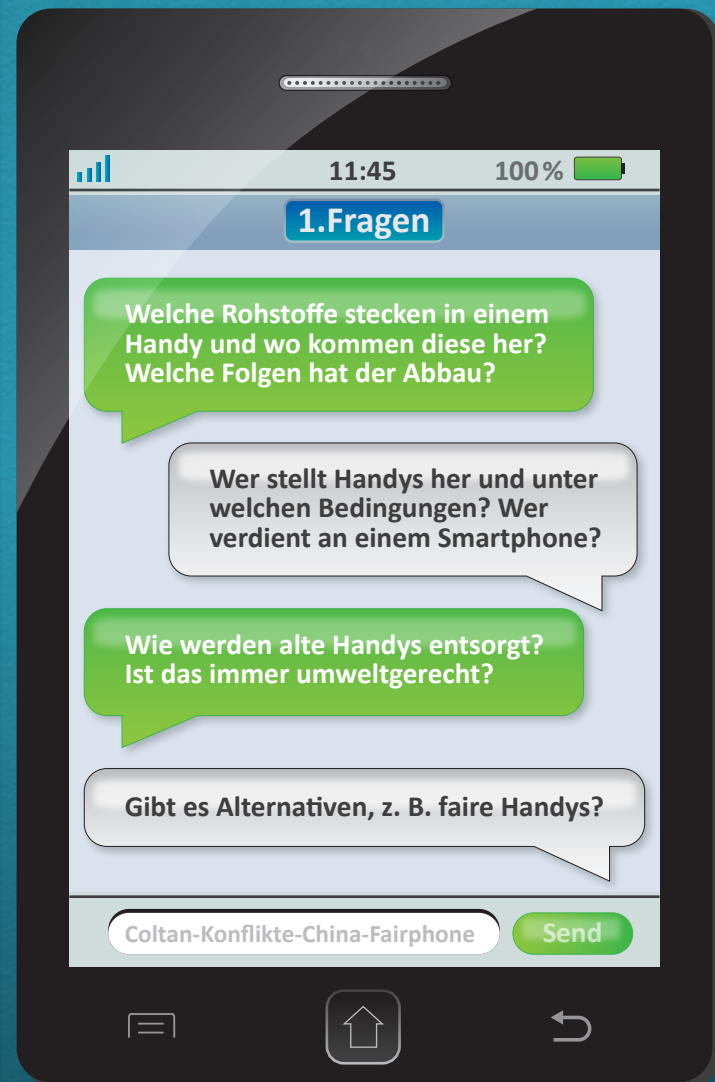 11:45 100 %
1.Fragen
Welche Rohstoffe stecken in einem
Handy und wo kommen diese her?
Welche Folgen hat der Abbau?
Wer stellt Handys her und unter
welchen Bedingungen? Wer
verdient an einem Smartphone?
Wie werden alte Handys entsorgt?
Ist das immer umweltgerecht?
Gibt es Alternativen, z. B. faire Handys?
Coltan-Konflikte-China-Fairphone Send